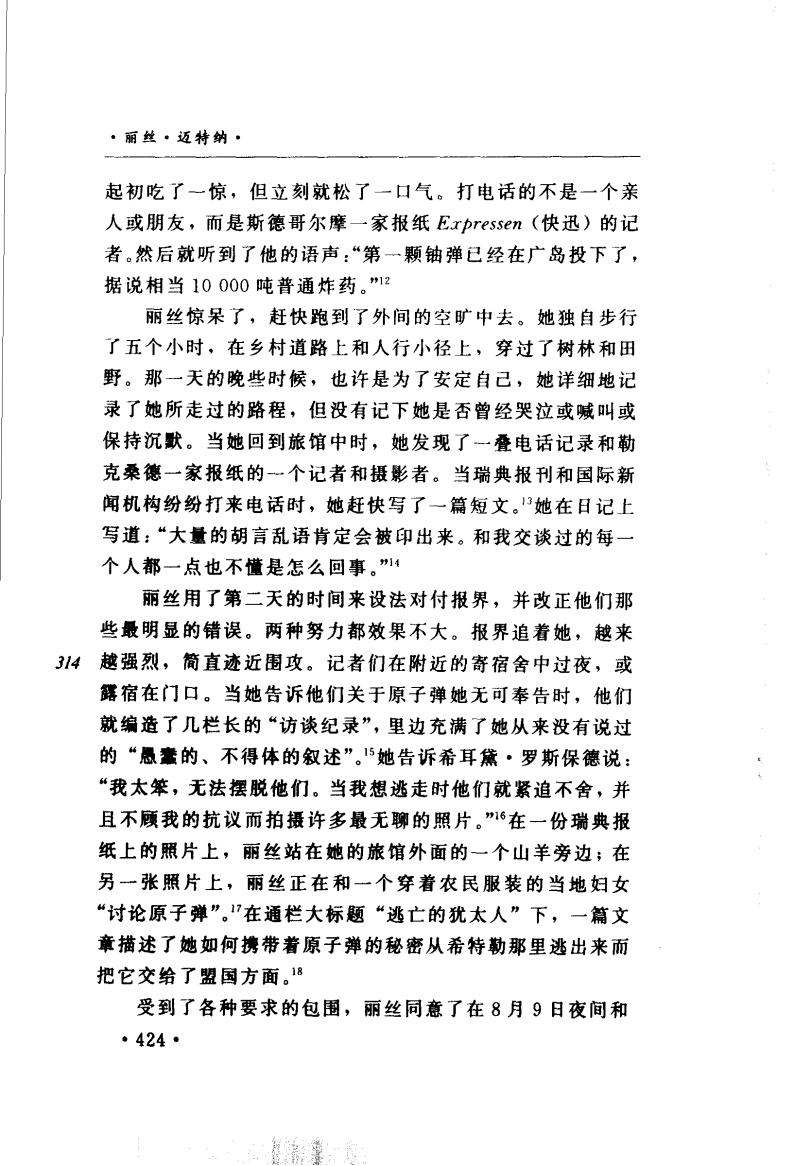 ·丽丝·迈特纳·
起初吃了一惊，但立刻就松了一口气。打电话的不是一个亲
人或朋友，而是斯德哥尔摩一家报纸Expressen（快迅）的记
者。然后就听到了他的语声：“第一颗铀弹已经在广岛投下了，
据说相当10 000吨普通炸药。”12
丽丝惊呆了，赶快跑到了外间的空旷中去。她独自步行
了五个小时，在乡村道路上和人行小径上，穿过了树林和田
野。那一天的晚些时候，也许是为了安定自己，她详细地记
录了她所走过的路程，但没有记下她是否曾经哭泣或喊叫或
保持沉默。当她回到旅馆中时，她发现了一叠电话记录和勒
克桑德一家报纸的一个记者和摄影者。当瑞典报刊和国际新
闻机构纷纷打来电话时，她赶快写了一篇短文。13她在日记上
写道：“大量的胡言乱语肯定会被印出来。和我交谈过的每一
个人都一点也不懂是怎么回事。”14
丽丝用了第二天的时间来设法对付报界，并改正他们那
些最明显的错误。两种努力都效果不大。报界追着她，越来
314 越强烈，简直迹近围攻。记者们在附近的寄宿舍中过夜，或
露宿在门口。当她告诉他们关于原子弹她无可奉告时，他们
就编造了几栏长的“访谈纪录”，里边充满了她从来没有说过
的“愚蠢的、不得体的叙述”。15她告诉希耳黛·罗斯保德说：
“我太笨，无法摆脱他们。当我想逃走时他们就紧追不舍，并
且不顾我的抗议而拍摄许多最无聊的照片。”16在一份瑞典报
纸上的照片上，丽丝站在她的旅馆外面的一个山羊旁边；在
另一张照片上，丽丝正在和一个穿着农民服装的当地妇女
“讨论原子弹”。17在通栏大标题“逃亡的犹太人”下，一篇文
章描述了她如何携带着原子弹的秘密从希特勒那里逃出来而
把它交给了盟国方面。18
受到了各种要求的包围，丽丝同意了在8月9日夜间和
·424·